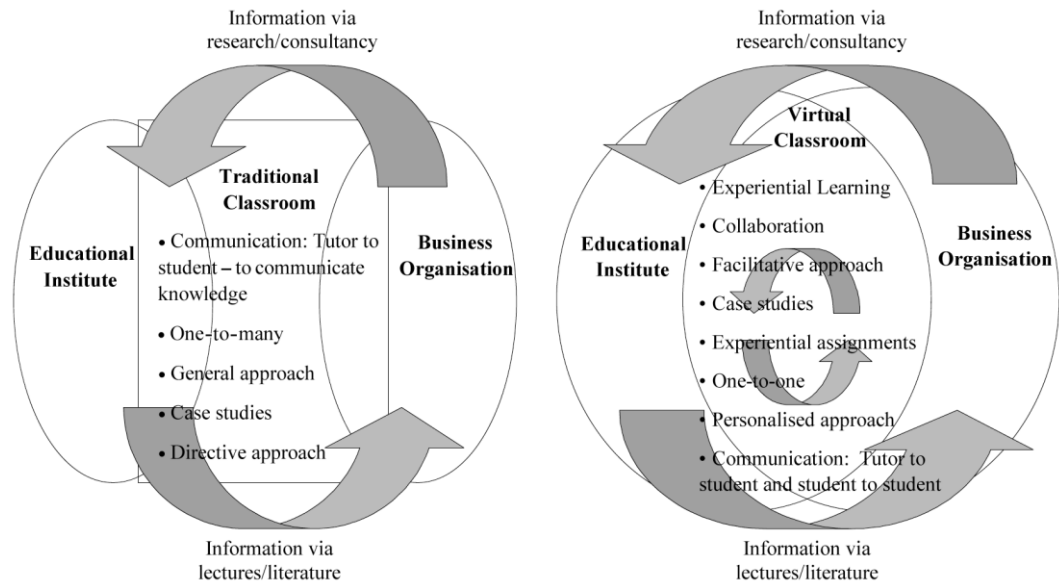 Information via
research/consultancy
Traditional
Classroom
Educational
Institute
• Communication: Tutor to
student – to communicate
knowledge
• One-to-many
• General approach
• Case studies
• Directive approach
Business
Organisation
Information via
lectures/literature
Information via
research/consultancy
Virtual
Classroom
Educational
Institute
• Experiential Learning
• Collaboration
• Facilitative approach
• Case studies
• Experiential assignments
• One-to-one
• Personalised approach
• Communication: Tutor to
student and student to student
Business
Organisation
Information via
lectures/literature